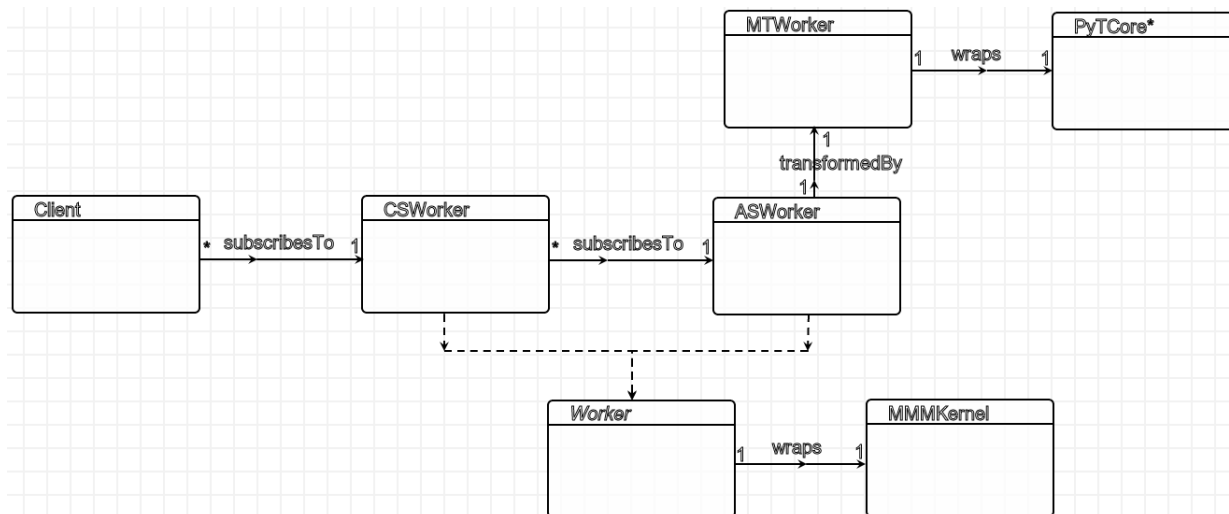 MTWorker
PyTCore*
1 wraps 1
1
transformedBy
1
Client
CSWorker
ASWorker
* subscribesTo 1
* subscribesTo 1
Worker
MMMKernel
1 wraps 1